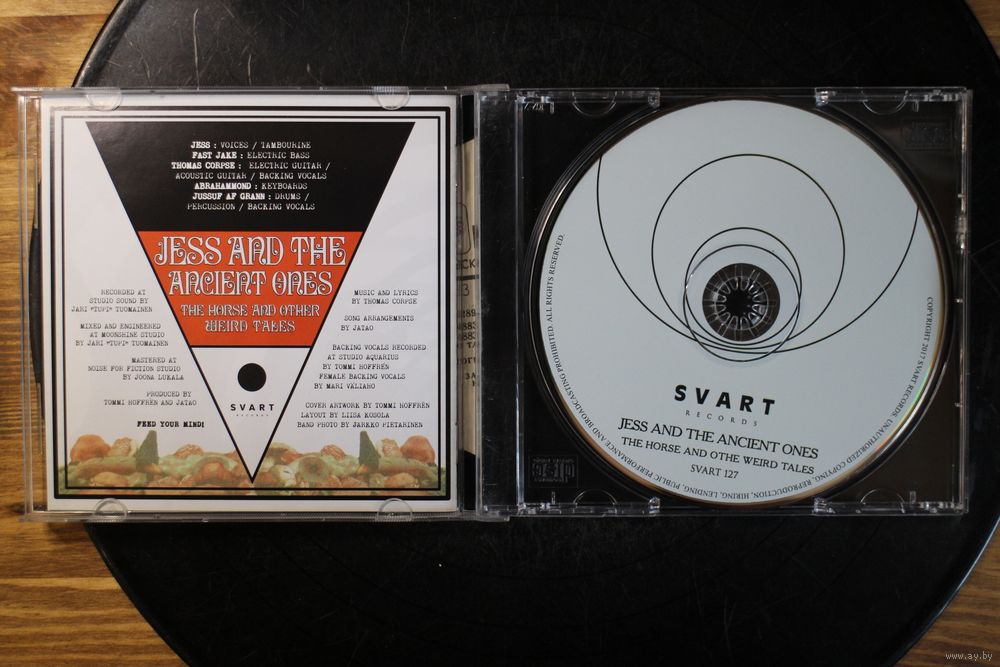 JESS : VOICES / TAMBOURINE
FAST JAKE : ELECTRIC BASS
THOMAS CORPSE : ELECTRIC GUITAR /
ACOUSTIC GUITAR / BACKING VOCALS
ABRAHAMMOND : KEYBOARDS
JUSSUF AF GRANN : DRUMS /
PERCUSSION / BACKING VOCALS
JESS AND THE
ANCIENT ONES
THE HORSE AND OTHER
WEIRD TALES
RECORDED AT
STUDIO SOUND BY
JARI "TUPI" TUOMAINEN
MIXED AND ENGINEERED
AT MOONSHINE STUDIO
BY JARI "TUPI" TUOMAINEN
MASTERED AT
NOISE FOR FICTION STUDIO
BY JOONA LUKALA
PRODUCED BY
TOMMI HOFFRÉN AND JATAO
FEED YOUR MIND!
MUSIC AND LYRICS
BY THOMAS CORPSE
SONG ARRANGEMENTS
BY JATAO
BACKING VOCALS RECORDED
AT STUDIO AQUARIUS
BY TOMMI HOFFRÉN
FEMALE BACKING VOCALS
BY MARI VÄLIAHO
COVER ARTWORK BY TOMMI HOFFRÉN
LAYOUT BY LIISA KOSOLA
BAND PHOTO BY JARKKO PIETARINEN
SVART
RECORDS
SVART
RECORDS
JESS AND THE ANCIENT ONES
THE HORSE AND OTHE WEIRD TALES
SVART 127
COPYRIGHT 2017 SVART RECORDS. UNAUTHORIZED COPYING, REPRODUCTION, HIRING, LENDING, PUBLIC PERFORMANCE AND BROADCASTING PROHIBITED. ALL RIGHTS RESERVED.
www.ay.by